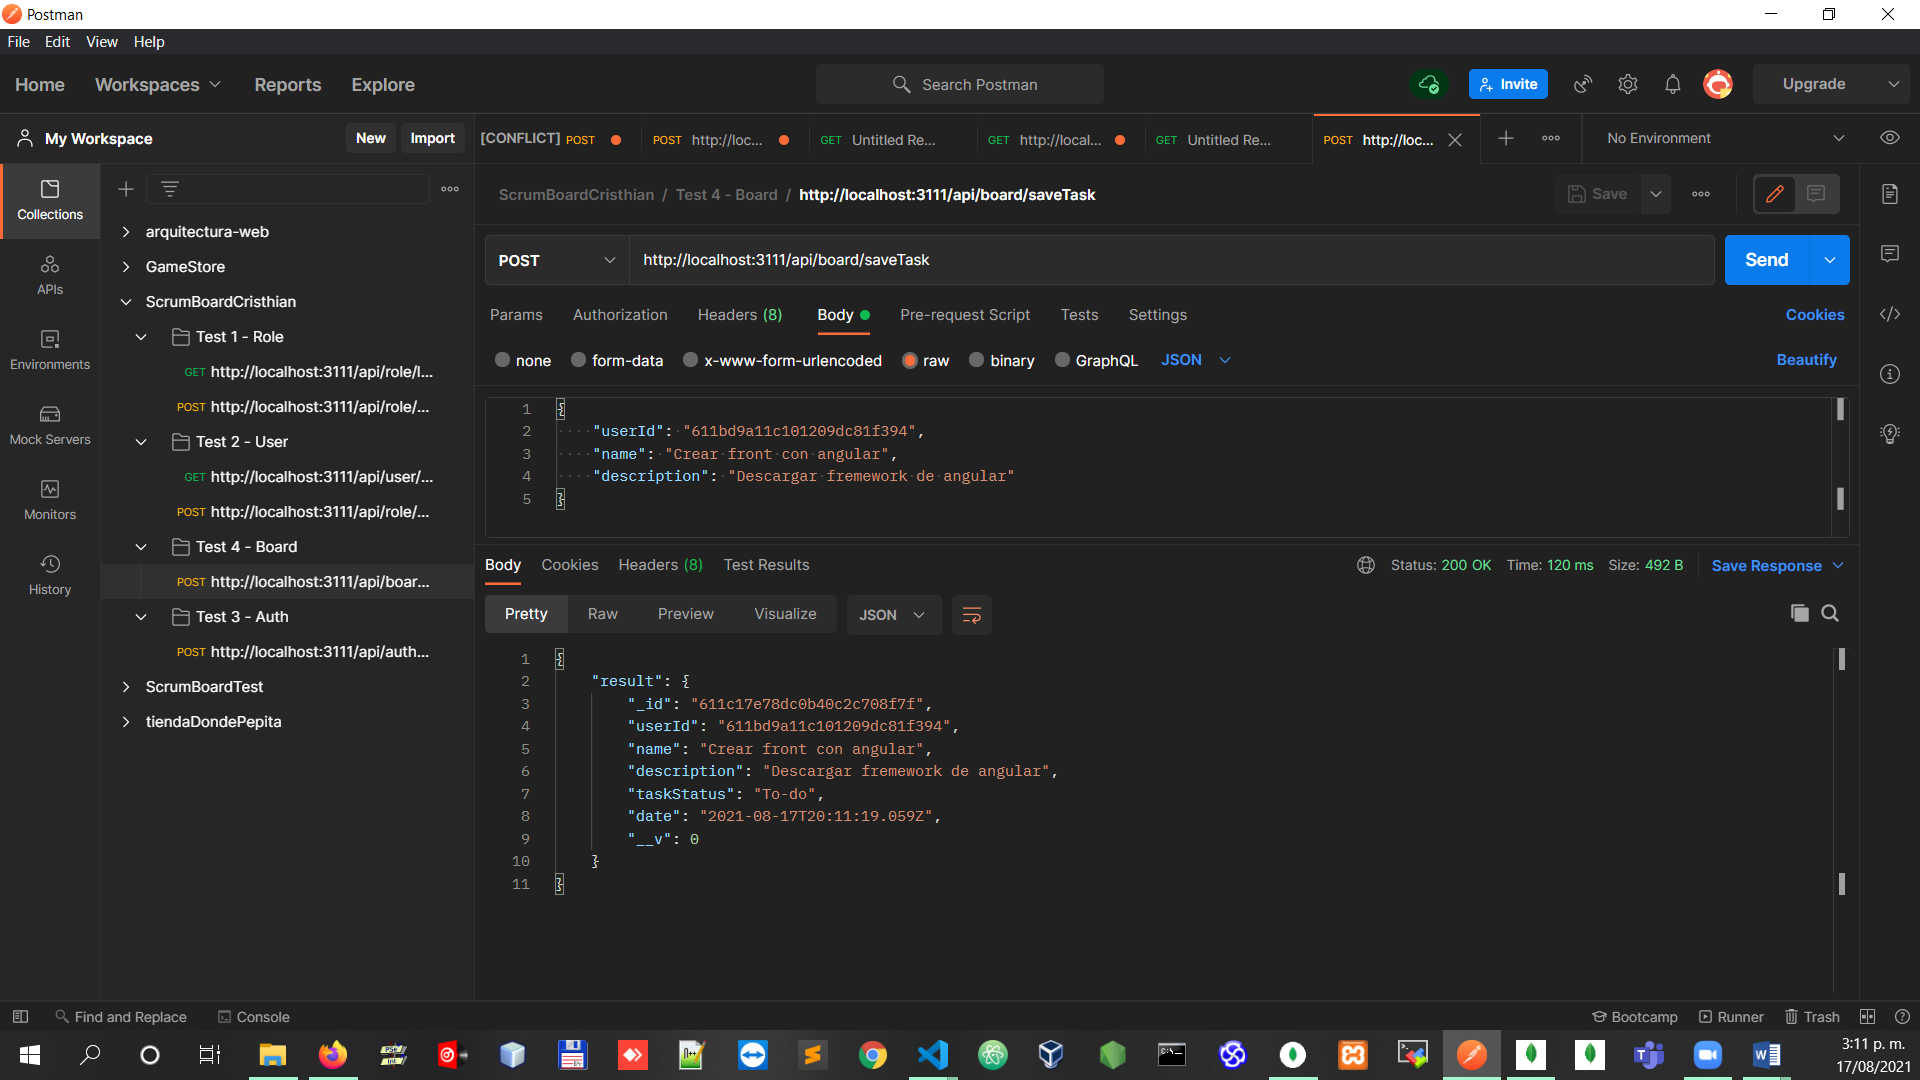 Postman
File Edit View Help
Home Workspaces Reports Explore Search Postman Invite Upgrade
My Workspace New Import [CONFLICT] POST POST http://loc... GET Untitled Re... GET http://local... GET Untitled Re... POST http://loc... No Environment
ScrumBoardCristhian / Test 4 - Board / http://localhost:3111/api/board/saveTask Save
POST http://localhost:3111/api/board/saveTask Send
Params Authorization Headers (8) Body Pre-request Script Tests Settings Cookies
none form-data x-www-form-urlencoded raw binary GraphQL JSON Beautify
1 {
2 "userId": "611bd9a11c101209dc81f394",
3 "name": "Crear front con angular",
4 "description": "Descargar fremework de angular"
5 }
Body Cookies Headers (8) Test Results Status: 200 OK Time: 120 ms Size: 492 B Save Response
Pretty Raw Preview Visualize JSON
1 {
2 "result": {
3 "_id": "611c17e78dc0b40c2c708f7f",
4 "userId": "611bd9a11c101209dc81f394",
5 "name": "Crear front con angular",
6 "description": "Descargar fremework de angular",
7 "taskStatus": "To-do",
8 "date": "2021-08-17T20:11:19.059Z",
9 "__v": 0
10 }
11 }
Collections
APIs
Environments
Mock Servers
Monitors
History
arquitectura-web
GameStore
ScrumBoardCristhian
Test 1 - Role
GET http://localhost:3111/api/role/l...
POST http://localhost:3111/api/role/...
Test 2 - User
GET http://localhost:3111/api/user/...
POST http://localhost:3111/api/role/...
Test 4 - Board
POST http://localhost:3111/api/boar...
Test 3 - Auth
POST http://localhost:3111/api/auth...
ScrumBoardTest
tiendaDondePepita
Find and Replace Console Bootcamp Runner Trash
3:11 p. m.
17/08/2021